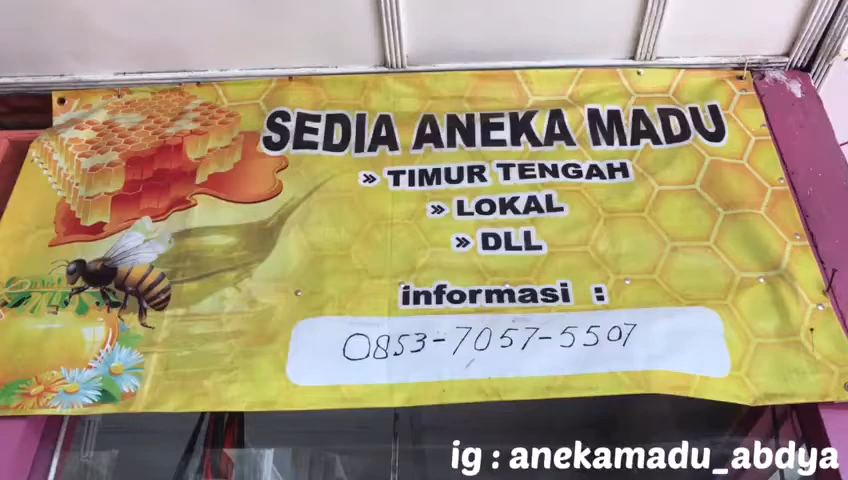 SEDIA ANEKA MADU
» TIMUR TENGAH
» LOKAL
» DLL
informasi :
0853-7057-5507
ig : anekamadu_abdya